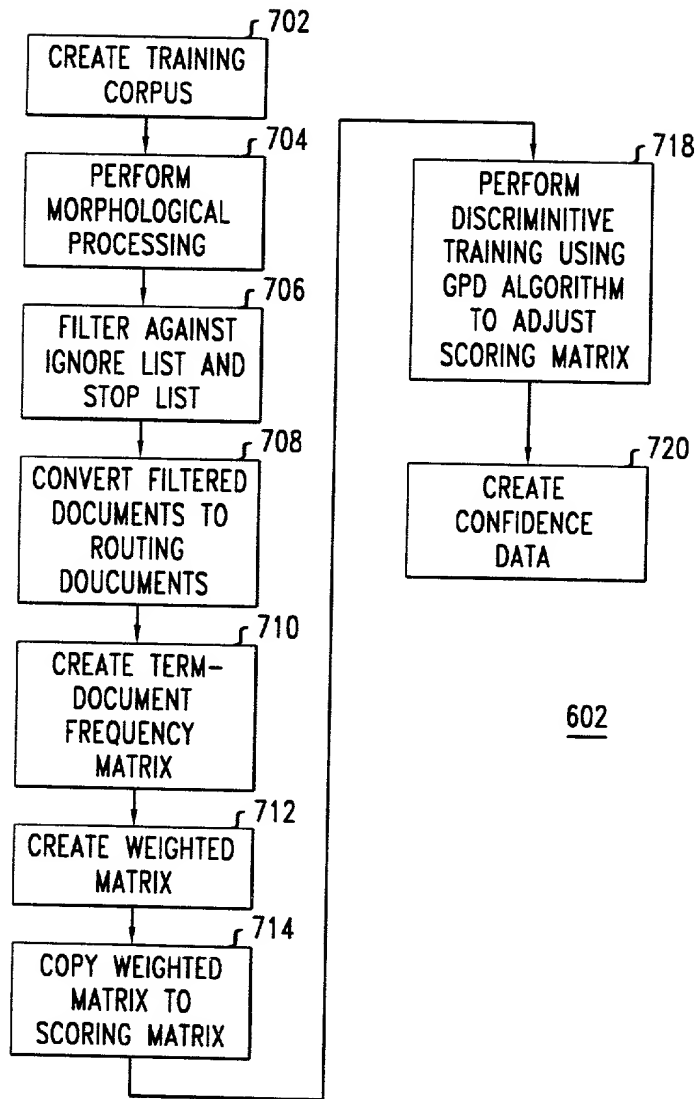 702
CREATE TRAINING
CORPUS
704
PERFORM
MORPHOLOGICAL
PROCESSING
706
FILTER AGAINST
IGNORE LIST AND
STOP LIST
708
CONVERT FILTERED
DOCUMENTS TO
ROUTING
DOUCUMENTS
710
CREATE TERM-
DOCUMENT
FREQUENCY
MATRIX
712
CREATE WEIGHTED
MATRIX
714
COPY WEIGHTED
MATRIX TO
SCORING MATRIX
718
PERFORM
DISCRIMINITIVE
TRAINING USING
GPD ALGORITHM
TO ADJUST
SCORING MATRIX
720
CREATE
CONFIDENCE
DATA
602